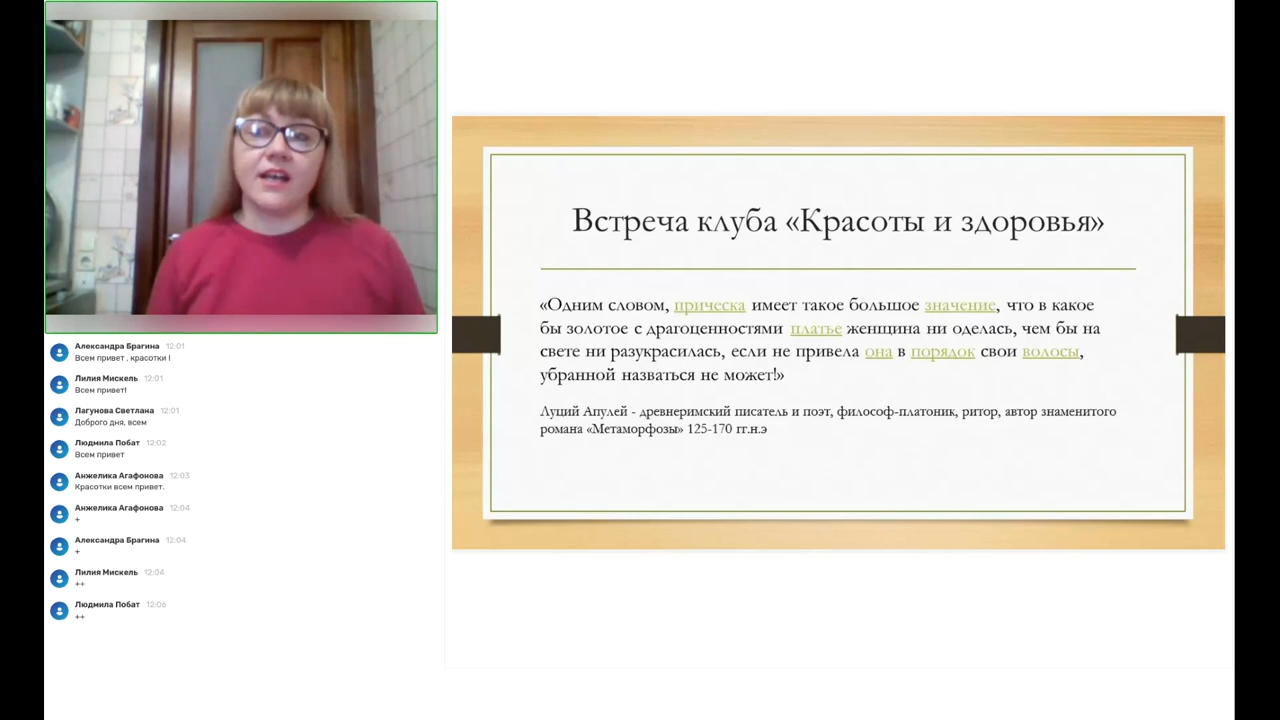 Александра Брагина 12:01
Всем привет , красотки !
Лилия Мискель 12:01
Всем привет!
Лагунова Светлана 12:01
Доброго дня, всем
Людмила Побат 12:02
Всем привет
Анжелика Агафонова 12:03
Красотки всем привет.
Анжелика Агафонова 12:04
+
Александра Брагина 12:04
+
Лилия Мискель 12:04
++
Людмила Побат 12:06
++
Встреча клуба «Красоты и здоровья»
«Одним словом, прическа имеет такое большое значение, что в какое
бы золотое с драгоценностями платье женщина ни оделась, чем бы на
свете ни разукрасилась, если не привела она в порядок свои волосы,
убранной назваться не может!»
Луций Апулей - древнеримский писатель и поэт, философ-платоник, ритор, автор знаменитого
романа «Метаморфозы» 125-170 гг.н.э